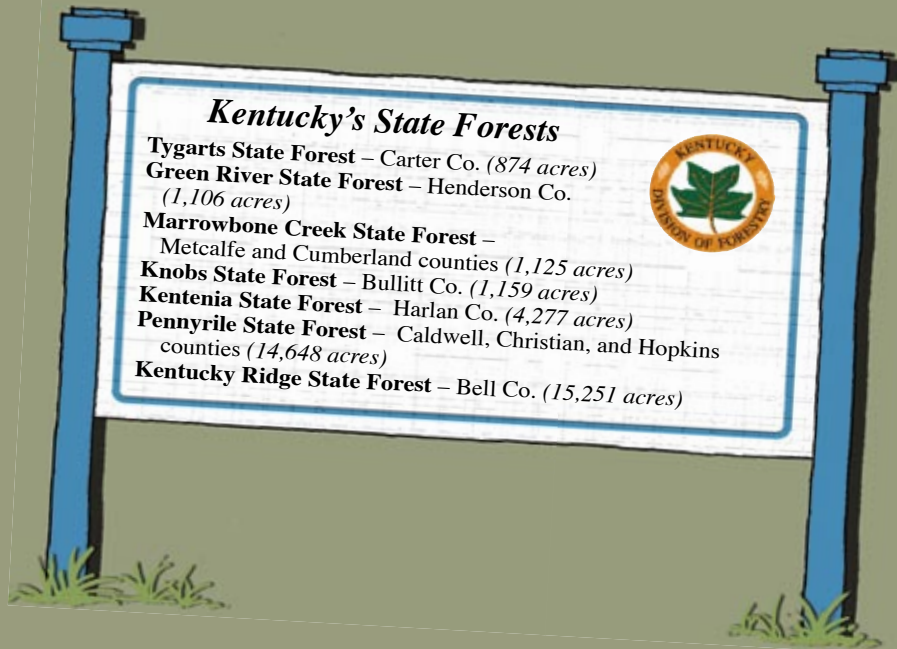 Kentucky's State Forests
Tygarts State Forest – Carter Co. (874 acres)
Green River State Forest – Henderson Co.
(1,106 acres)
Marrowbone Creek State Forest –
Metcalfe and Cumberland counties (1,125 acres)
Knobs State Forest – Bullitt Co. (1,159 acres)
Kentenia State Forest – Harlan Co. (4,277 acres)
Pennyrile State Forest – Caldwell, Christian, and Hopkins
counties (14,648 acres)
Kentucky Ridge State Forest – Bell Co. (15,251 acres)
KENTUCKY
DIVISION OF FORESTRY